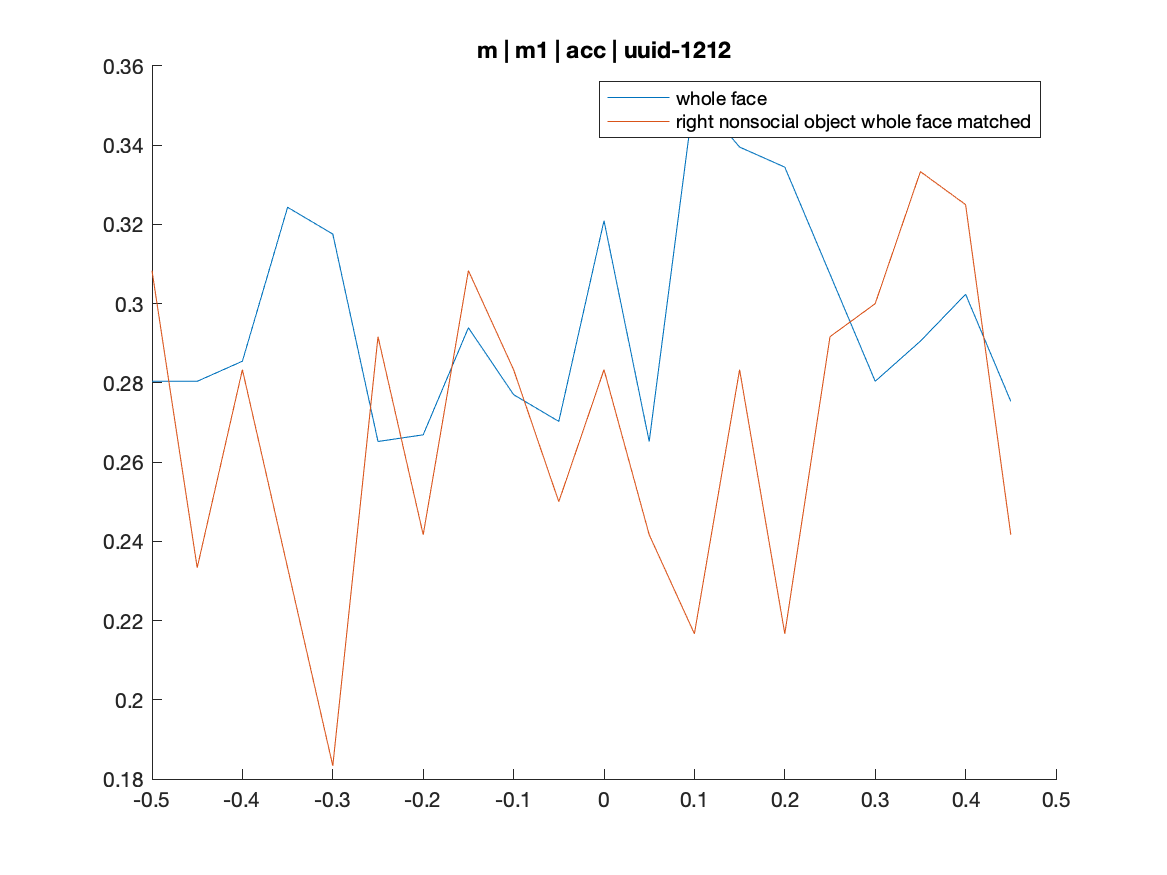 m | m1 | acc | uuid-1212
0.36
whole face
right nonsocial object whole face matched
0.34
0.32
0.3
0.28
0.26
0.24
0.22
0.2
0.18
-0.5 -0.4 -0.3 -0.2 -0.1 0 0.1 0.2 0.3 0.4 0.5